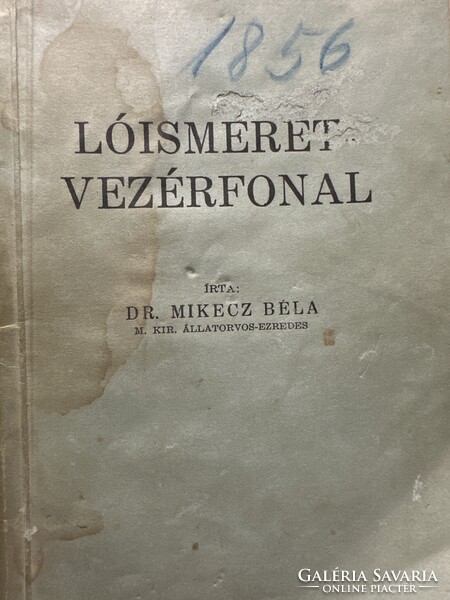 1856
LÓISMERET
VEZÉRFONAL
ÍRTA:
DR. MIKECZ BÉLA
M. KIR. ÁLLATORVOS-EZREDES
GALÉRIA SAVARIA
ONLINE PIACTÉR